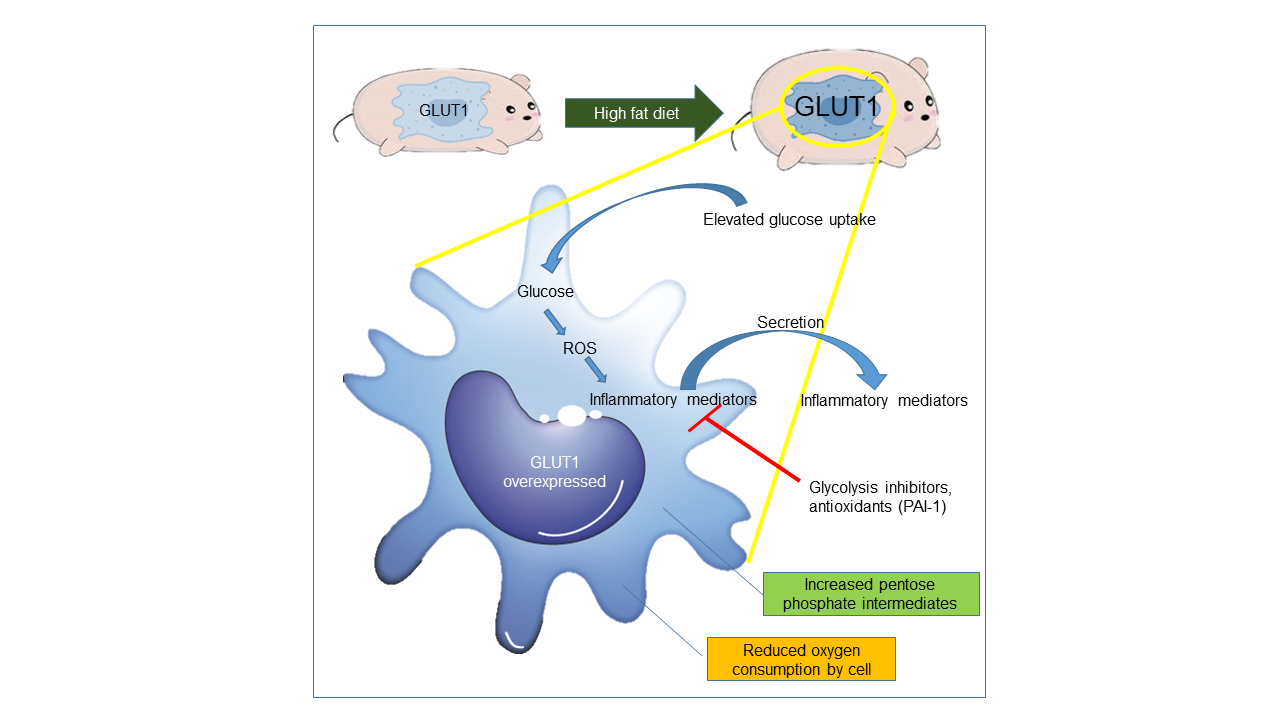 GLUT1
High fat diet
GLUT1
Elevated glucose uptake
Glucose
Secretion
ROS
Inflammatory mediators
Inflammatory mediators
GLUT1
overexpressed
Glycolysis inhibitors,
antioxidants (PAI-1)
Increased pentose
phosphate intermediates
Reduced oxygen
consumption by cell